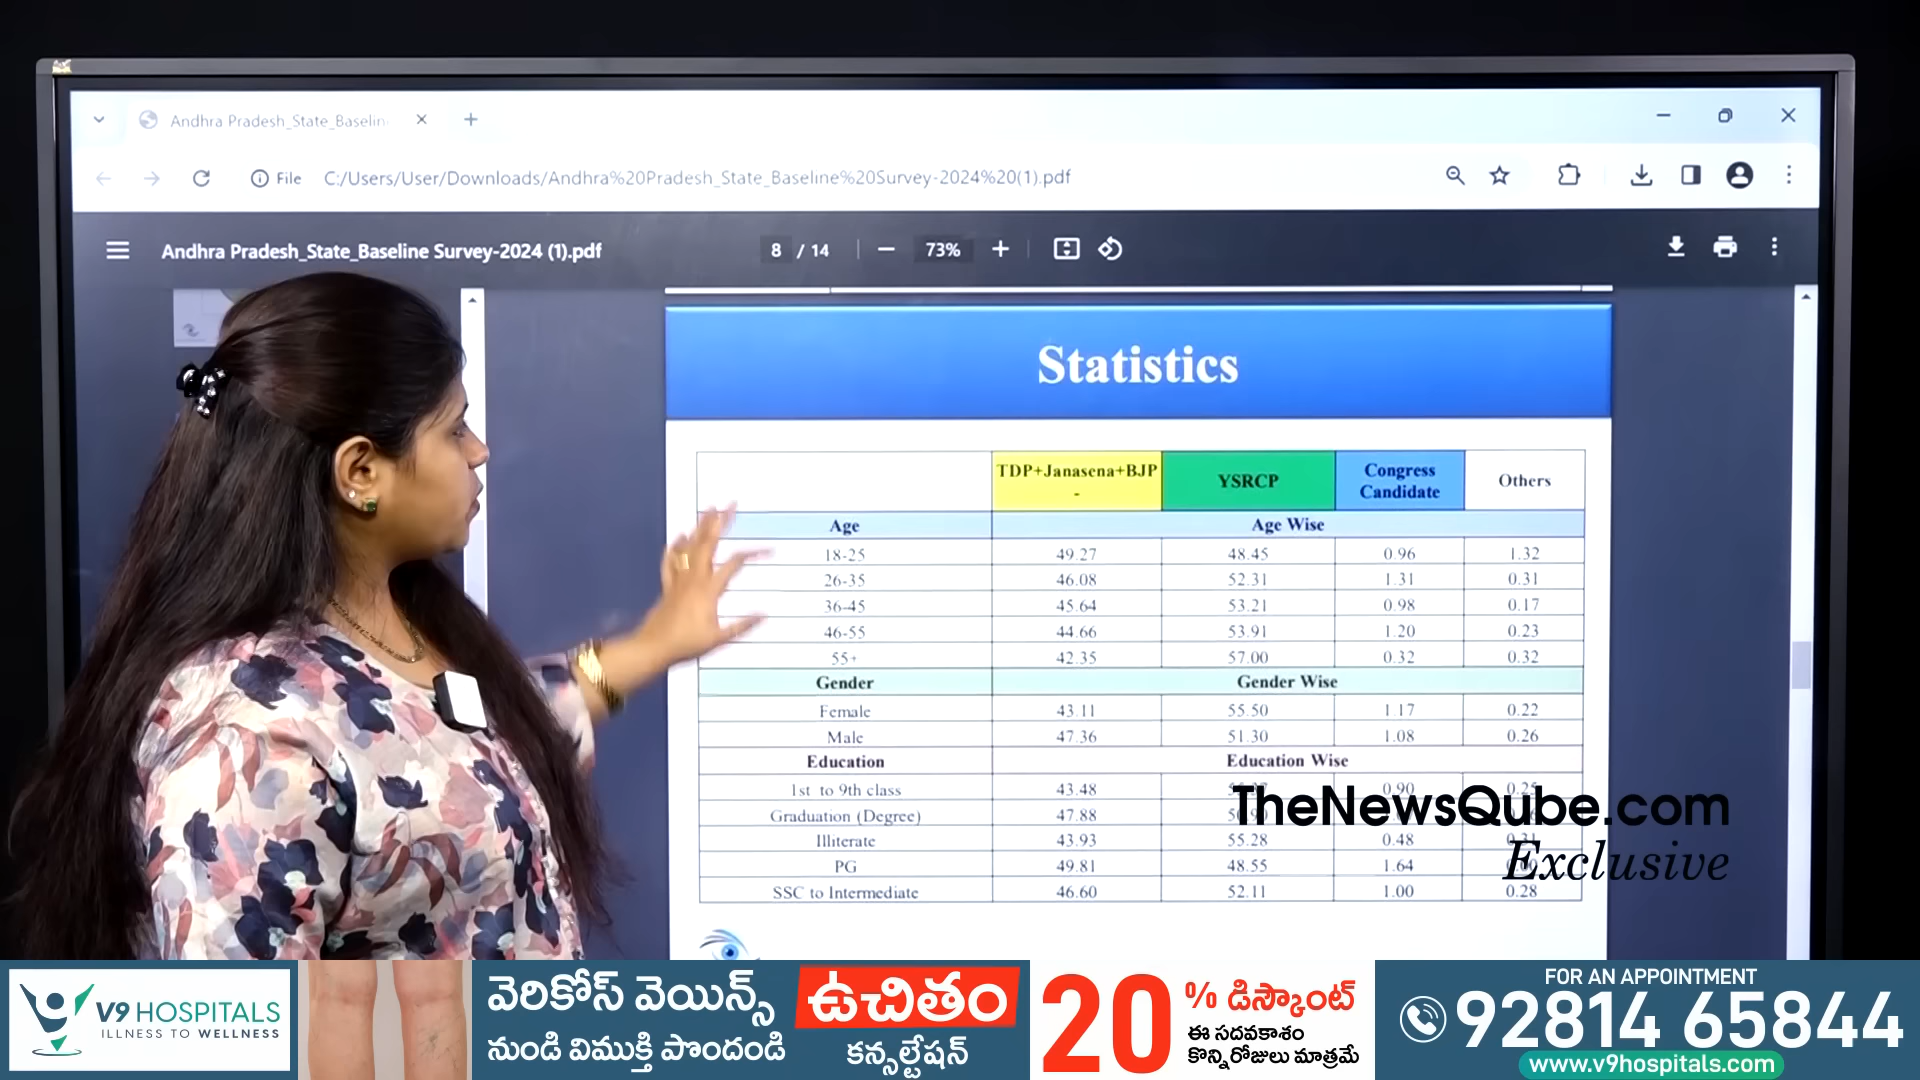 Andhra Pradesh_State_Baselin
File C:/Users/User/Downloads/Andhra%20Pradesh_State_Baseline%20Survey-2024%20(1).pdf
Andhra Pradesh_State_Baseline Survey-2024 (1).pdf 8 / 14 73%
Statistics
TDP+Janasena+BJP - YSRCP Congress Candidate Others
Age Age Wise
18-25 49.27 48.45 0.96 1.32
26-35 46.08 52.31 1.31 0.31
36-45 45.64 53.21 0.98 0.17
46-55 44.66 53.91 1.20 0.23
55+ 42.35 57.00 0.32 0.32
Gender Gender Wise
Female 43.11 55.50 1.17 0.22
Male 47.36 51.30 1.08 0.26
Education Education Wise
1st to 9th class 43.48 0.90
Graduation (Degree) 47.88
Illiterate 43.93 55.28 0.48
PG 49.81 48.55 1.64
SSC to Intermediate 46.60 52.11 1.00 0.28
TheNewsQube.com
Exclusive
V9 HOSPITALS
ILLNESS TO WELLNESS
వెరికోస్ వెయిన్స్
నుండి విముక్తి పొందండి
ఉచితం
కన్సల్టేషన్
20 % డిస్కౌంట్
ఈ సదవకాశం
కొన్నిరోజులు మాత్రమే
FOR AN APPOINTMENT
92814 65844
www.v9hospitals.com